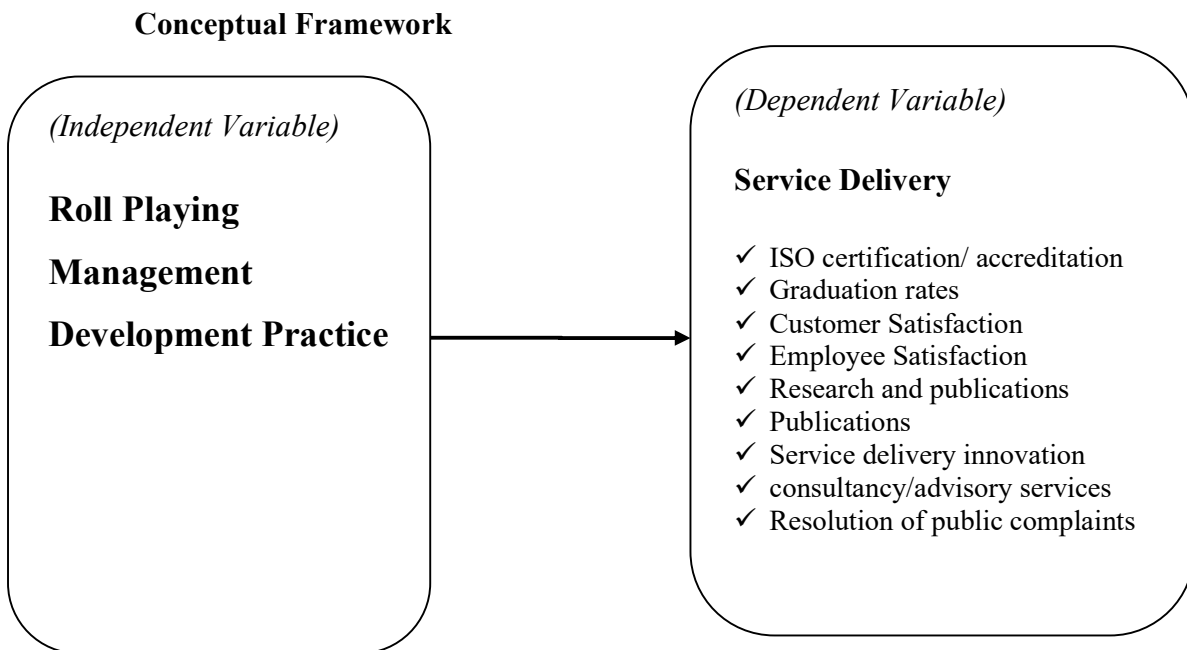 Conceptual Framework
(Independent Variable)
Roll Playing
Management
Development Practice
(Dependent Variable)
Service Delivery
✓ ISO certification/ accreditation
✓ Graduation rates
✓ Customer Satisfaction
✓ Employee Satisfaction
✓ Research and publications
✓ Publications
✓ Service delivery innovation
✓ consultancy/advisory services
✓ Resolution of public complaints